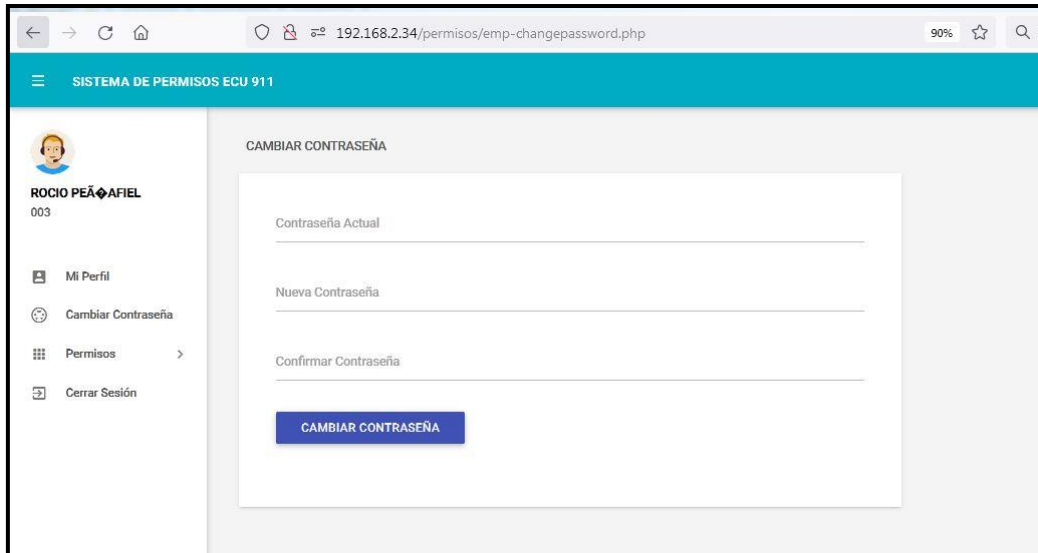 192.168.2.34/permisos/emp-changepassword.php
90%
SISTEMA DE PERMISOS ECU 911
ROCIO PEÃ�AFIEL
003
Mi Perfil
Cambiar Contraseña
Permisos
Cerrar Sesión
CAMBIAR CONTRASEÑA
Contraseña Actual
Nueva Contraseña
Confirmar Contraseña
CAMBIAR CONTRASEÑA